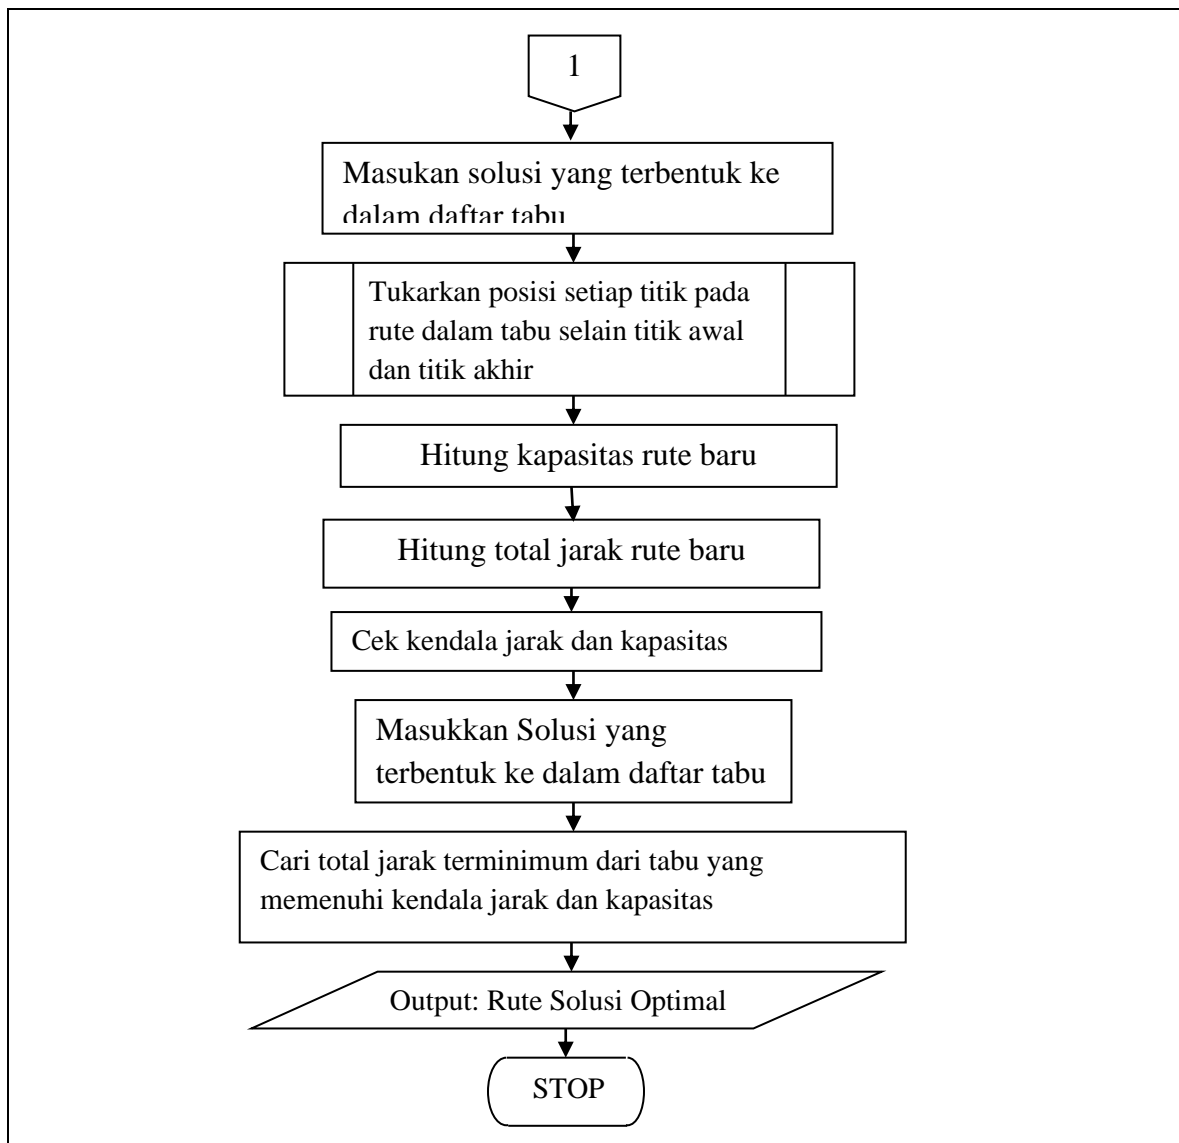 1
Masukan solusi yang terbentuk ke
dalam daftar tabu
Tukarkan posisi setiap titik pada
rute dalam tabu selain titik awal
dan titik akhir
Hitung kapasitas rute baru
Hitung total jarak rute baru
Cek kendala jarak dan kapasitas
Masukkan Solusi yang
terbentuk ke dalam daftar tabu
Cari total jarak terminimum dari tabu yang
memenuhi kendala jarak dan kapasitas
Output: Rute Solusi Optimal
STOP